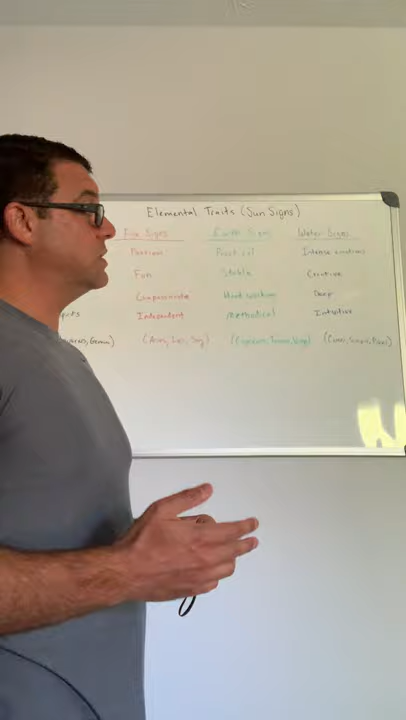 Elemental Traits (Sun Signs)
Fire Signs Earth Signs Water Signs
Passion Practical Intense emotions
Fun Stable Creative
Compassionate Hard working Deep
Independent Methodical Intuitive
Gemini) (Aries, Leo, Sag) (Capricorn, Taurus, Virgo) (Cancer, Scorpio, Pisces)